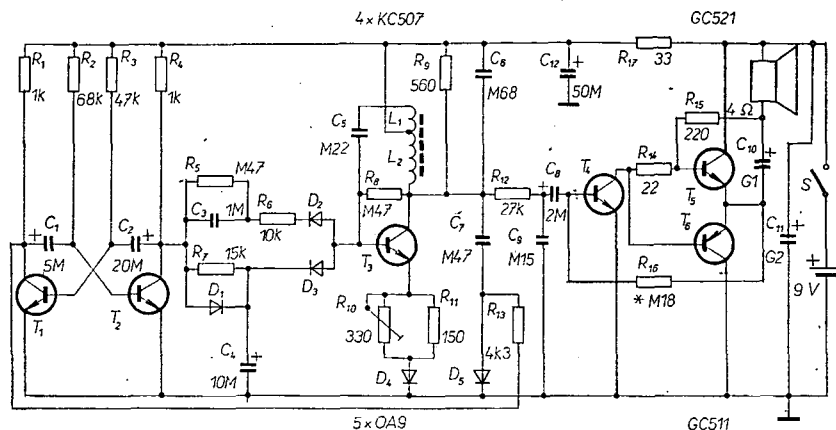 4 x KC507
GC521
R₁
1k
R₂
68k
R₃
47k
R₄
1k
R₉
560
C₆
M68
C₁₂
+
50M
R₁₇
33
C₅
M22
L₁
L₂
R₁₅
220
4 Ω
C₁₀
+
G1
R₅
M47
C₃
1M
R₆
10k
D₂
R₈
M47
R₁₂
27k
C₈
+
2M
T₄
R₁₄
22
T₅
T₆
S
C₁
+
5M
C₂
+
20M
R₇
15k
D₁
D₃
T₃
C₇
M47
C₉
M15
R₁₆
* M18
C₁₁
+
G2
+
9 V
T₁
T₂
C₄
+
10M
R₁₀
330
R₁₁
150
R₁₃
4k3
D₄
D₅
5 x OA9
GC511